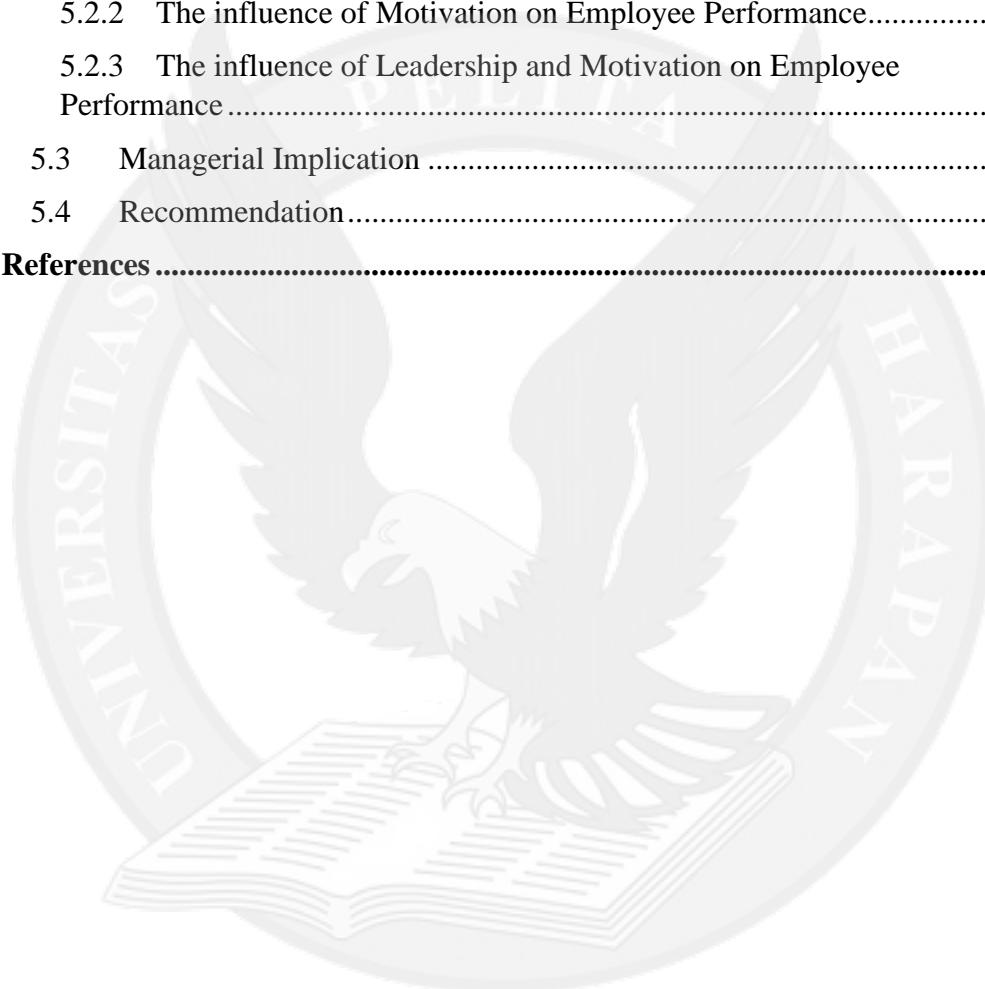 5.2.2 The influence of Motivation on Employee Performance................
5.2.3 The influence of Leadership and Motivation on Employee
Performance................................................................................................
5.3 Managerial Implication......................................................................
5.4 Recommendation................................................................................
References........................................................................................................
UNIVERSITAS PELITA HARAPAN